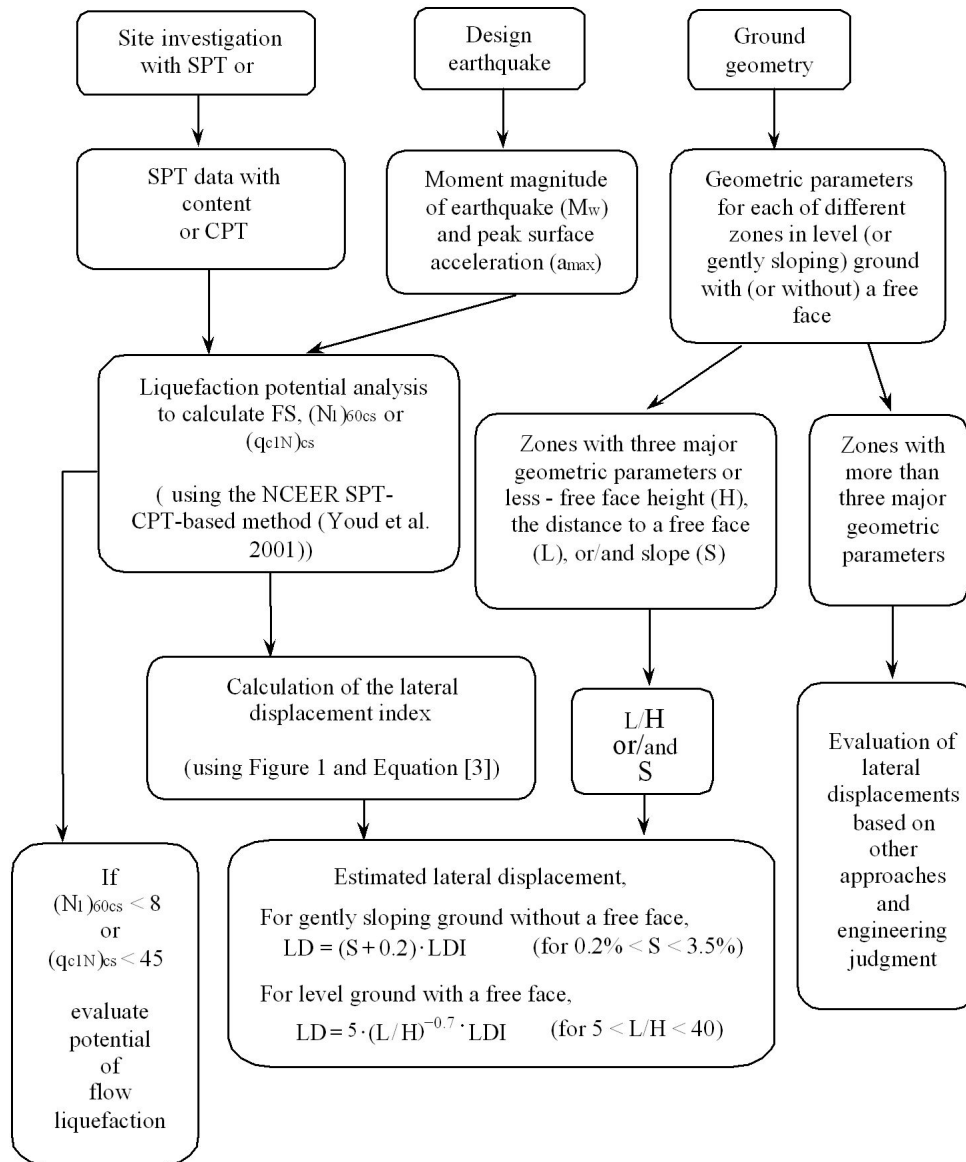 Site investigation
with SPT or
Design
earthquake
Ground
geometry
SPT data with
content
or CPT
Moment magnitude
of earthquake (Mw)
and peak surface
acceleration (amax)
Geometric parameters
for each of different
zones in level (or
gently sloping) ground
with (or without) a free
face
Liquefaction potential analysis
to calculate FS, (N1)60cs or
(qc1N)cs
( using the NCEER SPT-
CPT-based method (Youd et al.
2001))
Zones with three major
geometric parameters or
less - free face height (H),
the distance to a free face
(L), or/and slope (S)
Zones with
more than
three major
geometric
parameters
Calculation of the lateral
displacement index
(using Figure 1 and Equation [3])
L/H
or/and
S
Evaluation of
lateral
displacements
based on
other
approaches
and
engineering
judgment
If
(N1)60cs < 8
or
(qc1N)cs < 45
evaluate
potential
of
flow
liquefaction
Estimated lateral displacement,
For gently sloping ground without a free face,
LD = (S + 0.2) · LDI (for 0.2% < S < 3.5%)
For level ground with a free face,
LD = 5 · (L / H)^−0.7 · LDI (for 5 < L/H < 40)